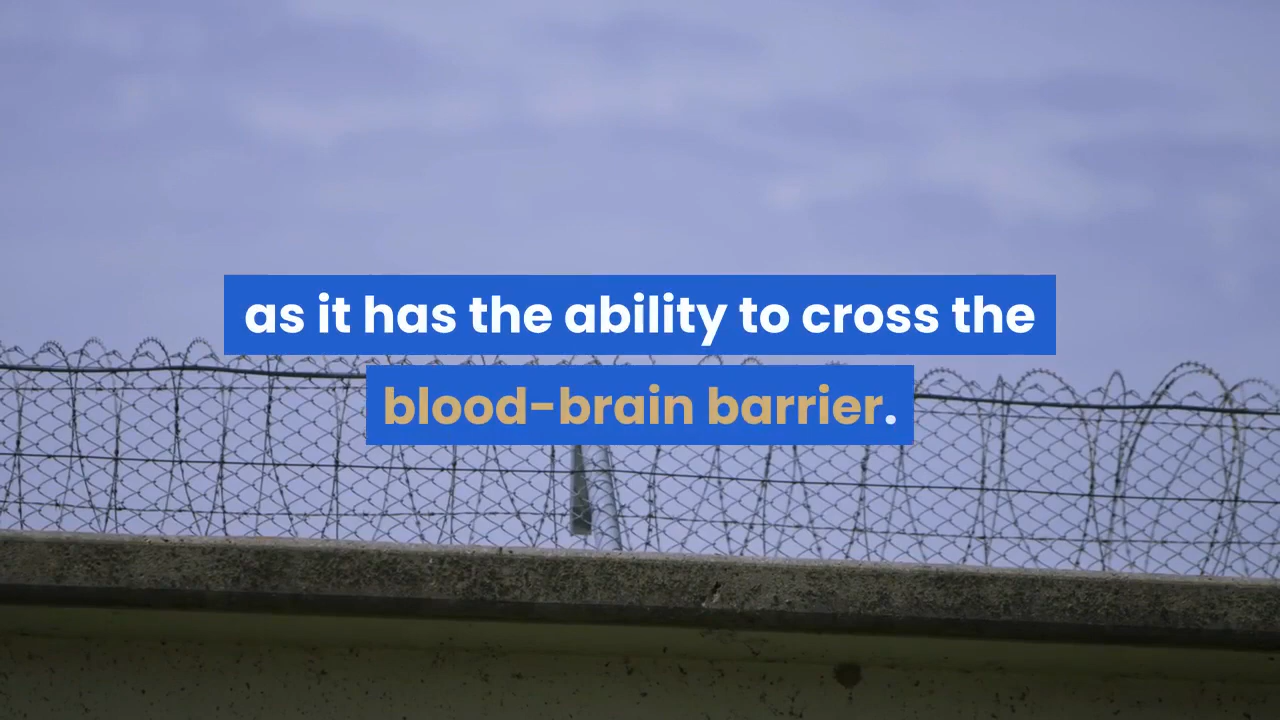 as it has the ability to cross the
blood-brain barrier.